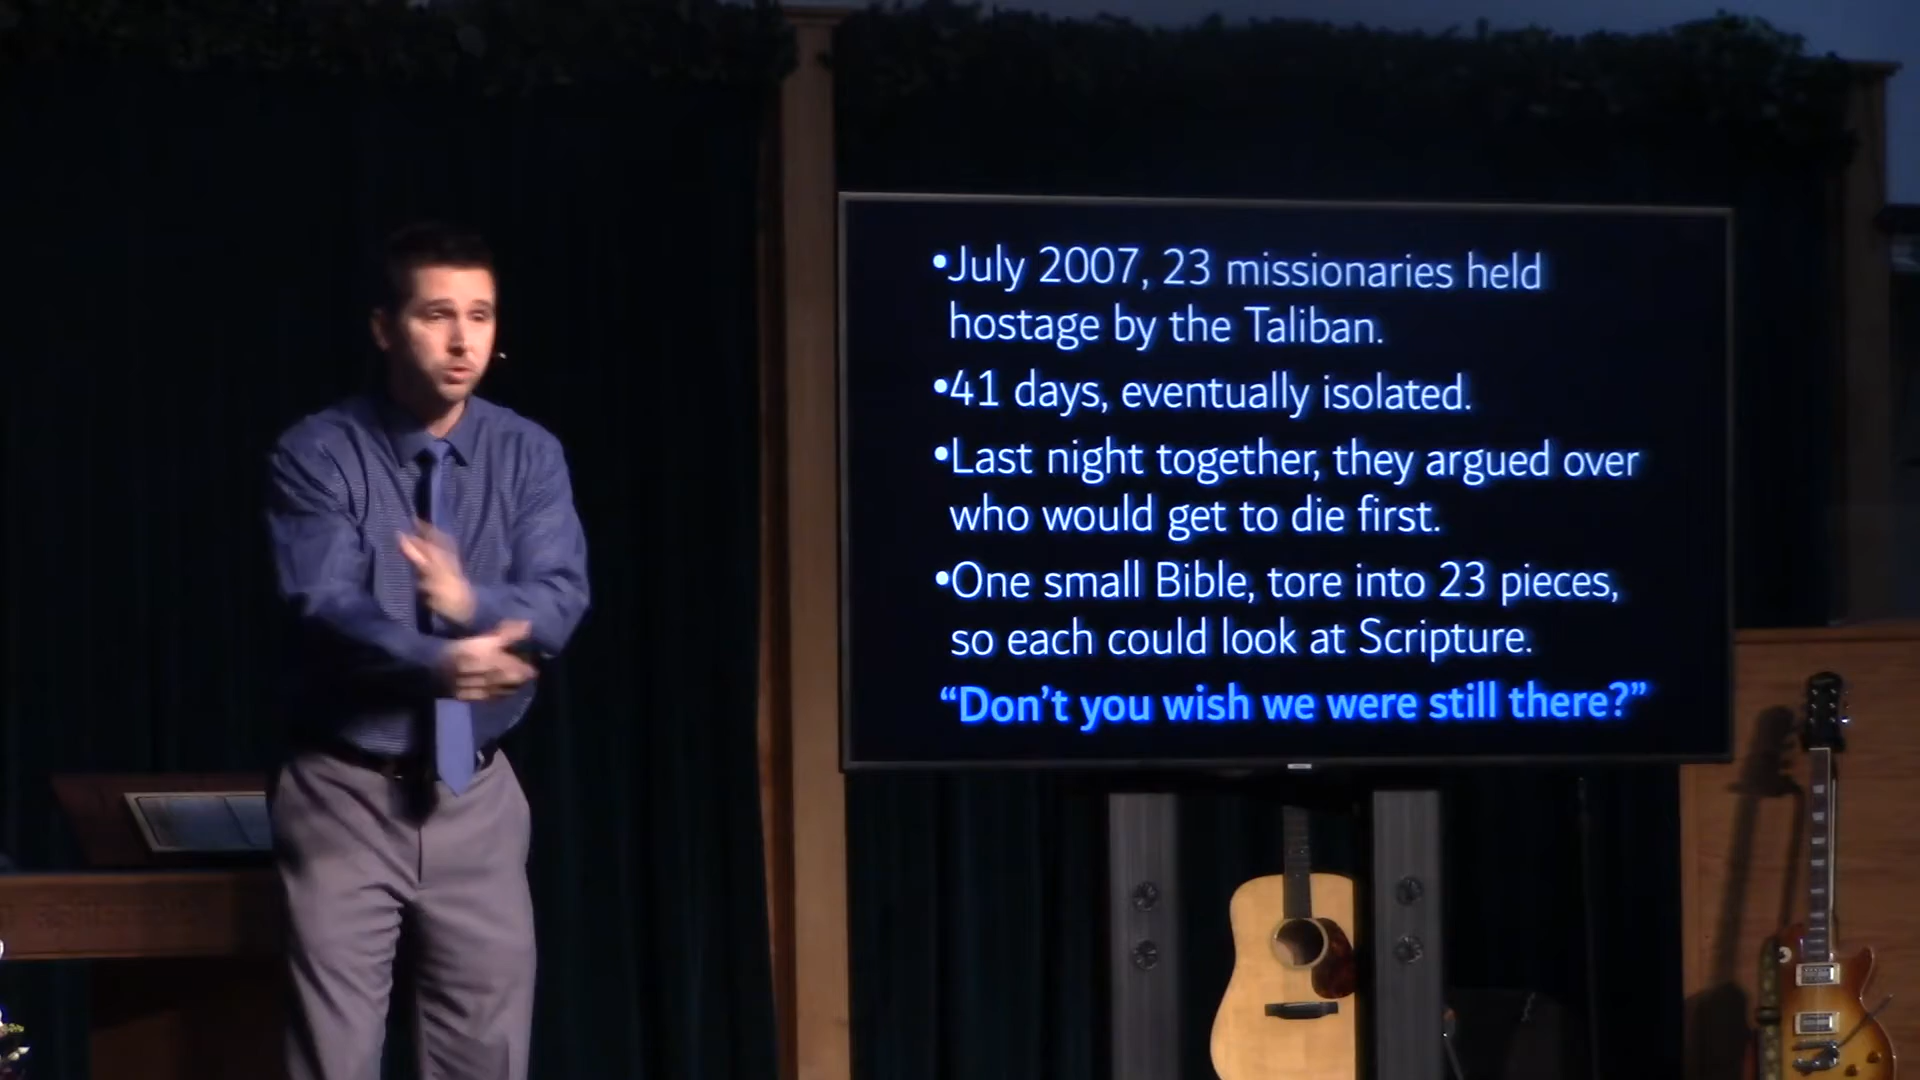 •July 2007, 23 missionaries held
hostage by the Taliban.
•41 days, eventually isolated.
•Last night together, they argued over
who would get to die first.
•One small Bible, tore into 23 pieces,
so each could look at Scripture.
“Don’t you wish we were still there?”